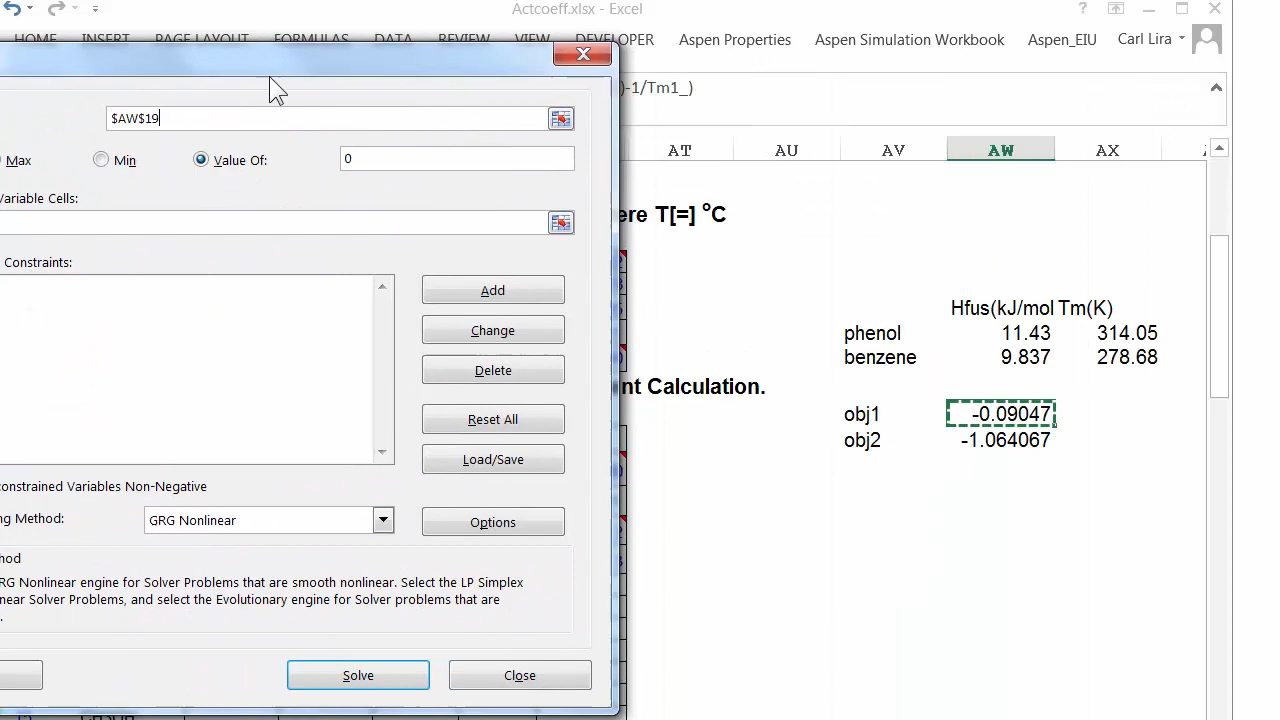 Actcoeff.xlsx - Excel
HOME INSERT PAGE LAYOUT FORMULAS DATA REVIEW VIEW DEVELOPER Aspen Properties Aspen Simulation Workbook Aspen_EIU Carl Lira
)-1/Tm1_)
$AW$19
Max Min Value Of: 0
Variable Cells:
Constraints:
Add
Change
Delete
Reset All
Load/Save
constrained Variables Non-Negative
ng Method: GRG Nonlinear
Options
hod
RG Nonlinear engine for Solver Problems that are smooth nonlinear. Select the LP Simplex
near Solver Problems, and select the Evolutionary engine for Solver problems that are
.
Solve Close
AT AU AV AW AX
ere T[=] oC
Hfus(kJ/mol Tm(K)
phenol 11.43 314.05
benzene 9.837 278.68
nt Calculation.
obj1 -0.09047
obj2 -1.064067